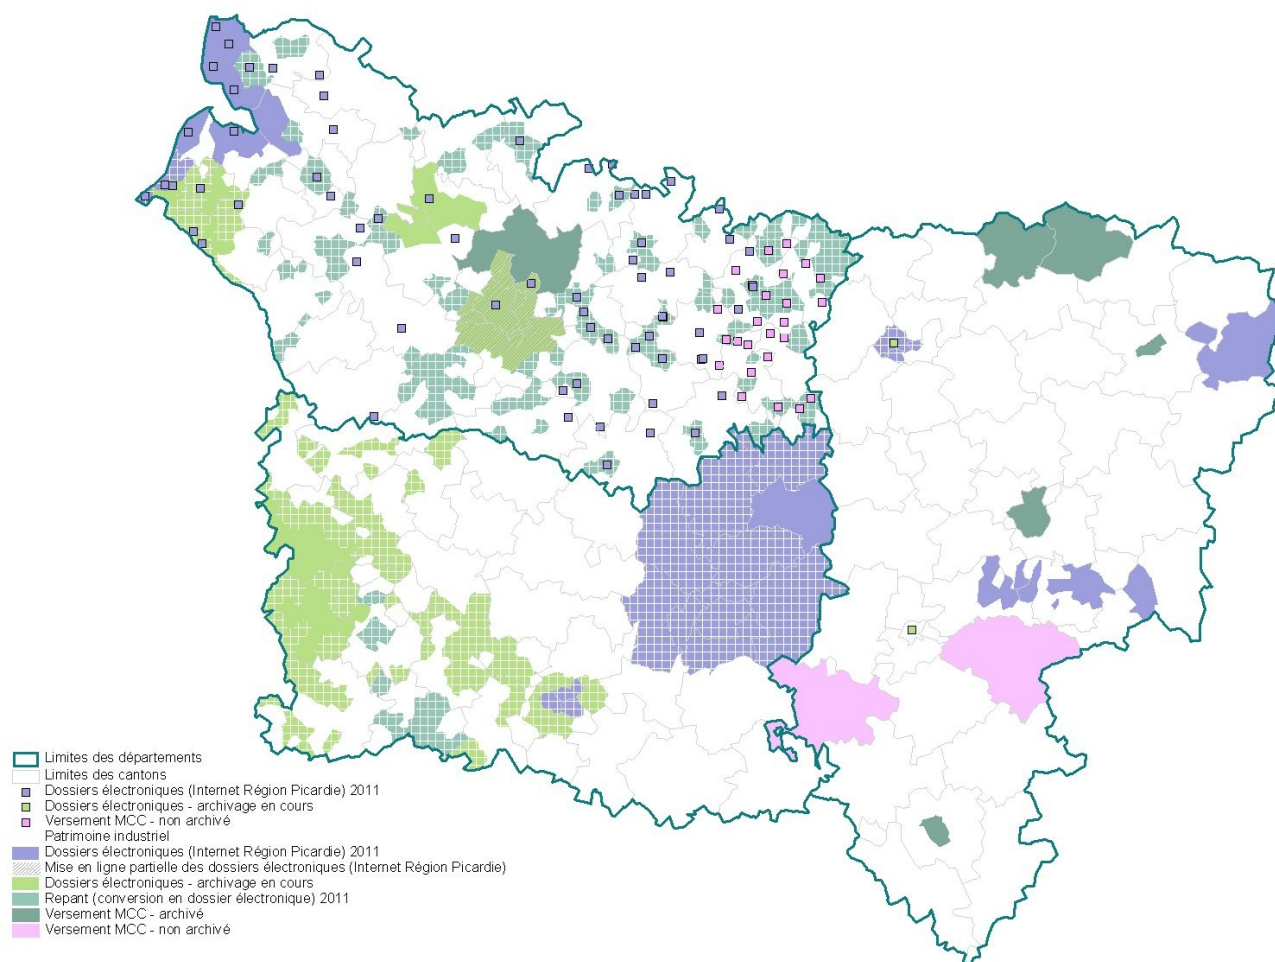 Limites des départements
Limites des cantons
Dossiers électroniques (Internet Région Picardie) 2011
Dossiers électroniques - archivage en cours
Versement MCC - non archivé
Patrimoine industriel
Dossiers électroniques (Internet Région Picardie) 2011
Mise en ligne partielle des dossiers électroniques (Internet Région Picardie)
Dossiers électroniques - archivage en cours
Repant (conversion en dossier électronique) 2011
Versement MCC - archivé
Versement MCC - non archivé